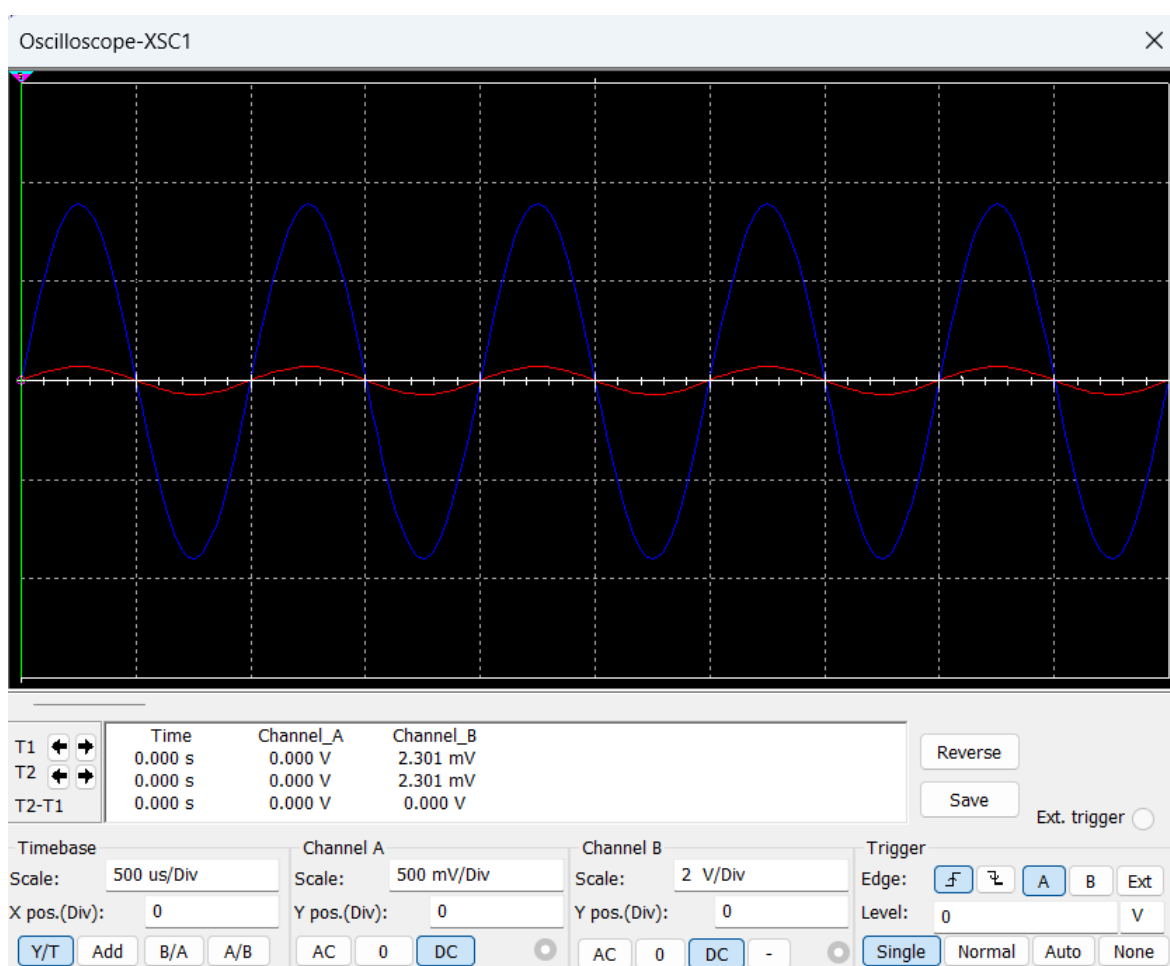 Oscilloscope-XSC1
Time Channel_A Channel_B
T1 0.000 s 0.000 V 2.301 mV
T2 0.000 s 0.000 V 2.301 mV
T2-T1 0.000 s 0.000 V 0.000 V
Reverse
Save
Ext. trigger
Timebase
Scale: 500 us/Div
X pos.(Div): 0
Y/T Add B/A A/B
Channel A
Scale: 500 mV/Div
Y pos.(Div): 0
AC 0 DC
Channel B
Scale: 2 V/Div
Y pos.(Div): 0
AC 0 DC -
Trigger
Edge: A B Ext
Level: 0 V
Single Normal Auto None